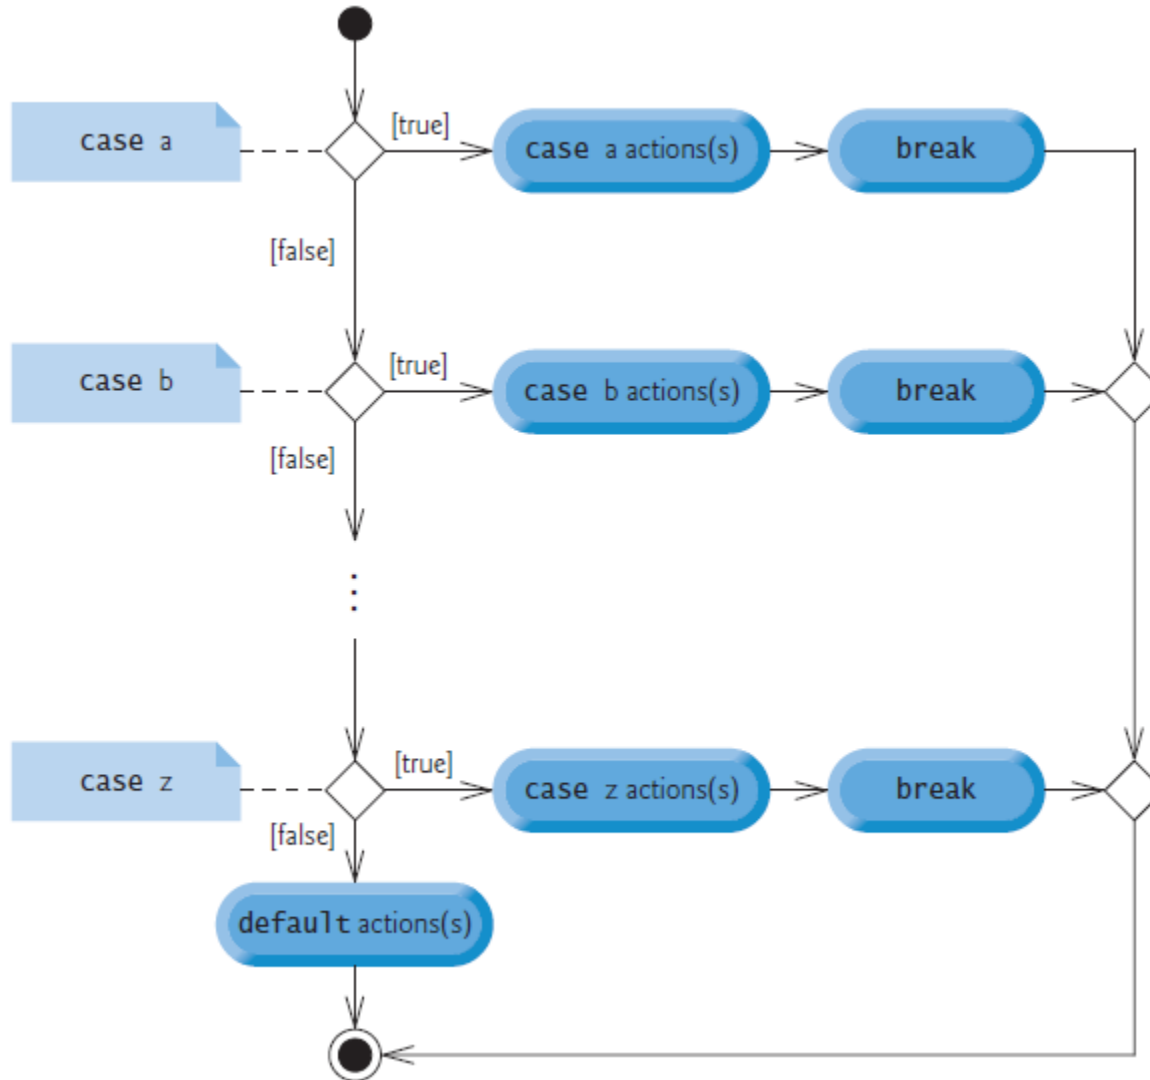 [true]
case a
case a actions(s)
break
[false]
[true]
case b
case b actions(s)
break
[false]
[true]
case z
case z actions(s)
break
[false]
default actions(s)